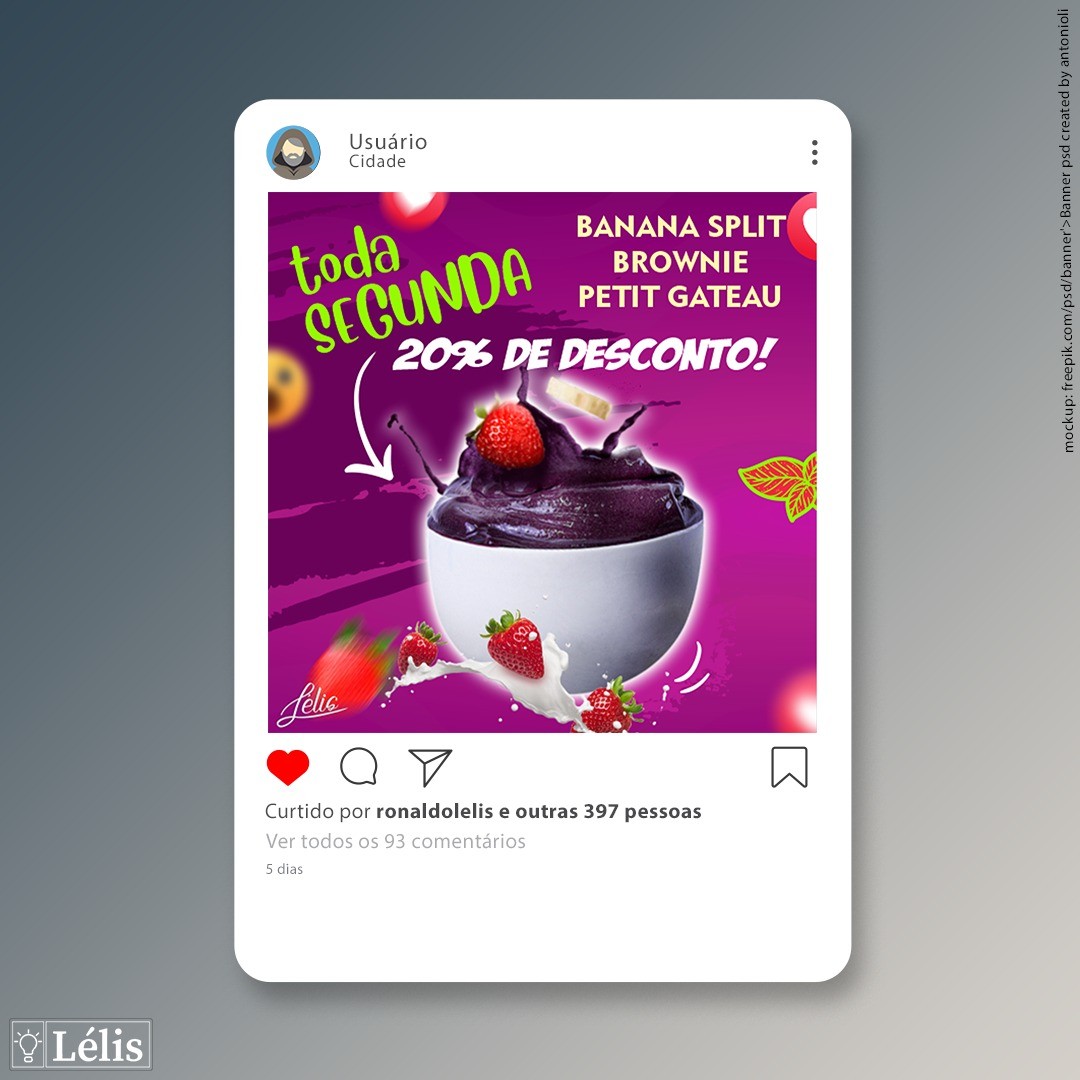 mockup: freepik.com/psd/banner'>Banner psd created by antonioli
Usuário
Cidade
toda
SEGUNDA
BANANA SPLIT
BROWNIE
PETIT GATEAU
20% DE DESCONTO!
Lélis
Curtido por ronaldolelis e outras 397 pessoas
Ver todos os 93 comentários
5 dias
Lélis